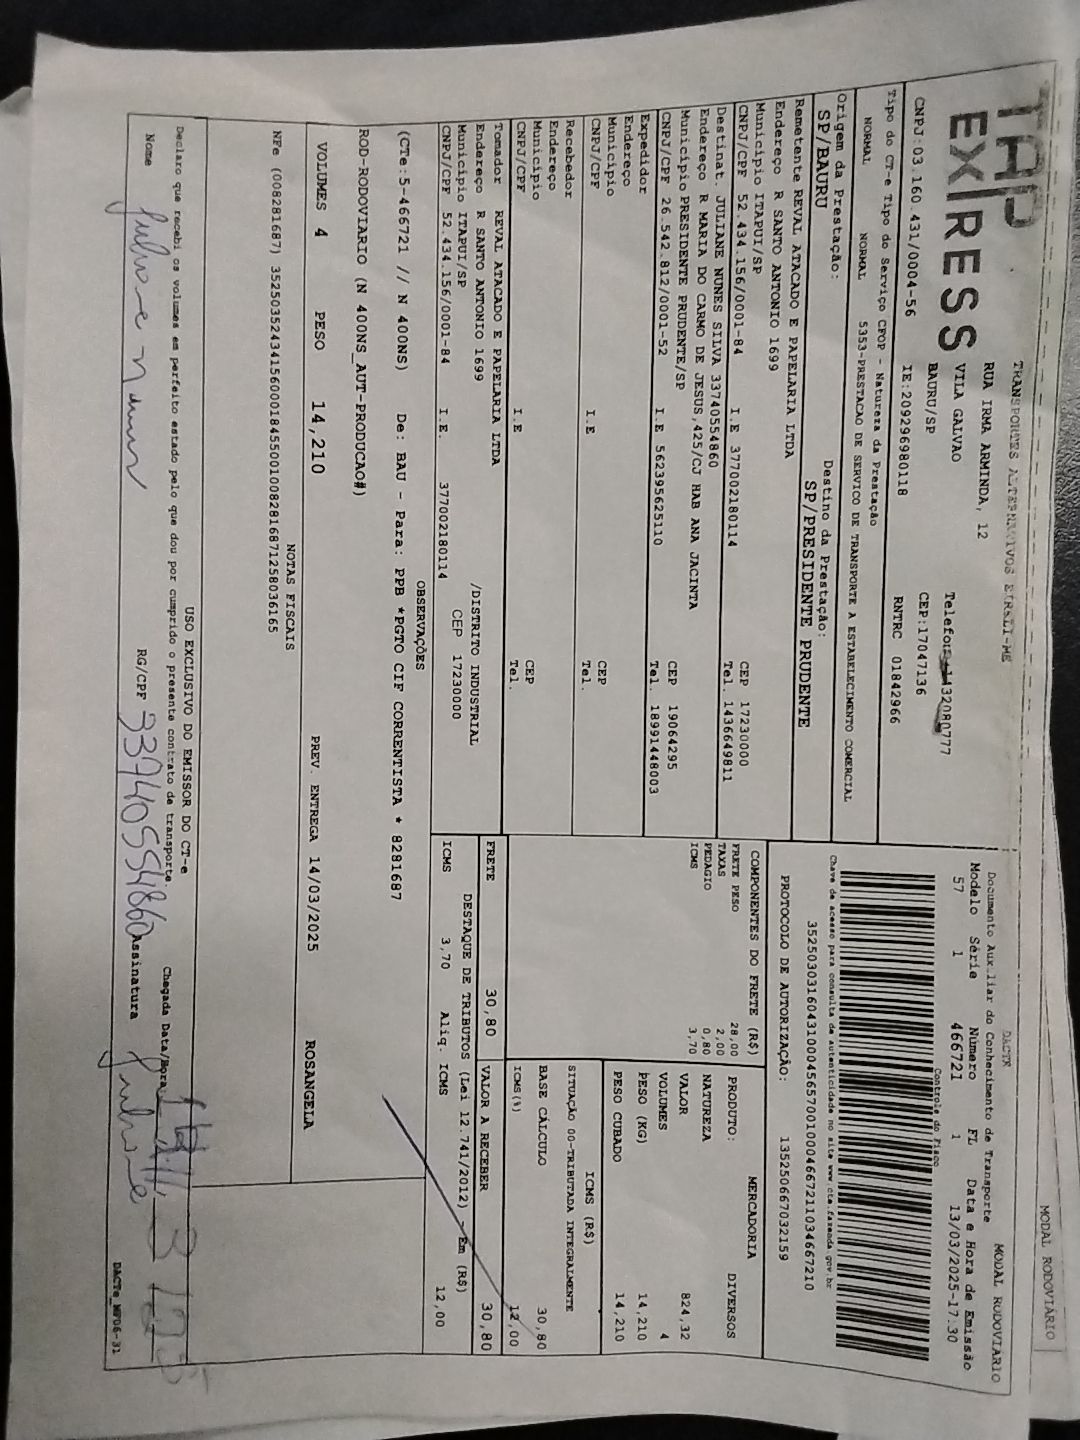 MODAL RODOVIÁRIO
TAP EXPRESS
TRANSPORTES ALTERNATIVOS EIRELI-ME
RUA IRMA ARMINDA, 12
VILA GALVAO
BAURU/SP
CNPJ:03.160.431/0004-56
IE:209296980118
CEP:17047136
RNTRC 01842966
DACTE
MODAL RODOVIARIO
Documento Auxiliar do Conhecimento de Transporte
Modelo Série Número FL Data e Hora de Emissão
57 1 466721 1 13/03/2025-17:30
Controle do Fisco
Chave de acesso para consulta de autenticidade no site www.cte.fazenda.gov.br
PROTOCOLO DE AUTORIZAÇÃO: 135250667032159
Tipo do CT-e Tipo do Serviço CFOP - Natureza da Prestação
NORMAL NORMAL 5353-PRESTACAO DE SERVICO DE TRANSPORTE A ESTABELECIMENTO COMERCIAL
Origem da Prestação: Destino da Prestação:
SP/BAURU SP/PRESIDENTE PRUDENTE
Remetente REVAL ATACADO E PAPELARIA LTDA
Endereço R SANTO ANTONIO 1699
Município ITAPUI/SP CEP 17230000
CNPJ/CPF 52.434.156/0001-84 I.E 377002180114 Tel. 1436649811
Destinat. JULIANE NUNES SILVA 33740554860
Endereço R MARIA DO CARMO DE JESUS,425/CJ HAB ANA JACINTA
Município PRESIDENTE PRUDENTE/SP CEP 19064295
CNPJ/CPF 26.542.812/0001-52 I.E 562395625110 Tel. 18991448003
Expedidor
Endereço
Município CEP
CNPJ/CPF I.E Tel.
Recebedor
Endereço
Município CEP
CNPJ/CPF I.E Tel.
Tomador REVAL ATACADO E PAPELARIA LTDA
Endereço R SANTO ANTONIO 1699 /DISTRITO INDUSTRIAL
Município ITAPUI/SP CEP 17230000
CNPJ/CPF 52.434.156/0001-84 I.E. 377002180114
COMPONENTES DO FRETE (R$)
FRETE PESO 28,00
TAXAS 2,00
PEDAGIO 0,80
ICMS 3,70
MERCADORIA
PRODUTO: DIVERSOS
NATUREZA
VALOR 824,32
VOLUMES 4
PESO (KG) 14,210
PESO CUBADO 14,210
ICMS (R$)
SITUAÇÃO 00-TRIBUTADA INTEGRALMENTE
BASE CÁLCULO 30,80
ICMS(%) 12,00
FRETE 30,80 VALOR A RECEBER 30,80
DESTAQUE DE TRIBUTOS (Lei 12.741/2012) - Em (R$)
ICMS 3,70 Aliq. ICMS 12,00
OBSERVAÇÕES
(CTe:5-466721 // N 400NS) De: BAU - Para: PPB *PGTO CIF CORRENTISTA * 8281687
ROD-RODOVIARIO (N 400NS_AUT-PRODUCAO#)
VOLUMES 4 PESO 14,210 PREV. ENTREGA 14/03/2025 ROSANGELA
NOTAS FISCAIS
NFe (008281687) 35250352434156000184550010082816871258036165
USO EXCLUSIVO DO EMISSOR DO CT-e
Declaro que recebi os volumes em perfeito estado pelo que dou por cumprido o presente contrato de transporte. Chegada Data/Hora
Nome RG/CPF 33740554860 Assinatura
DACTe_MP06-31